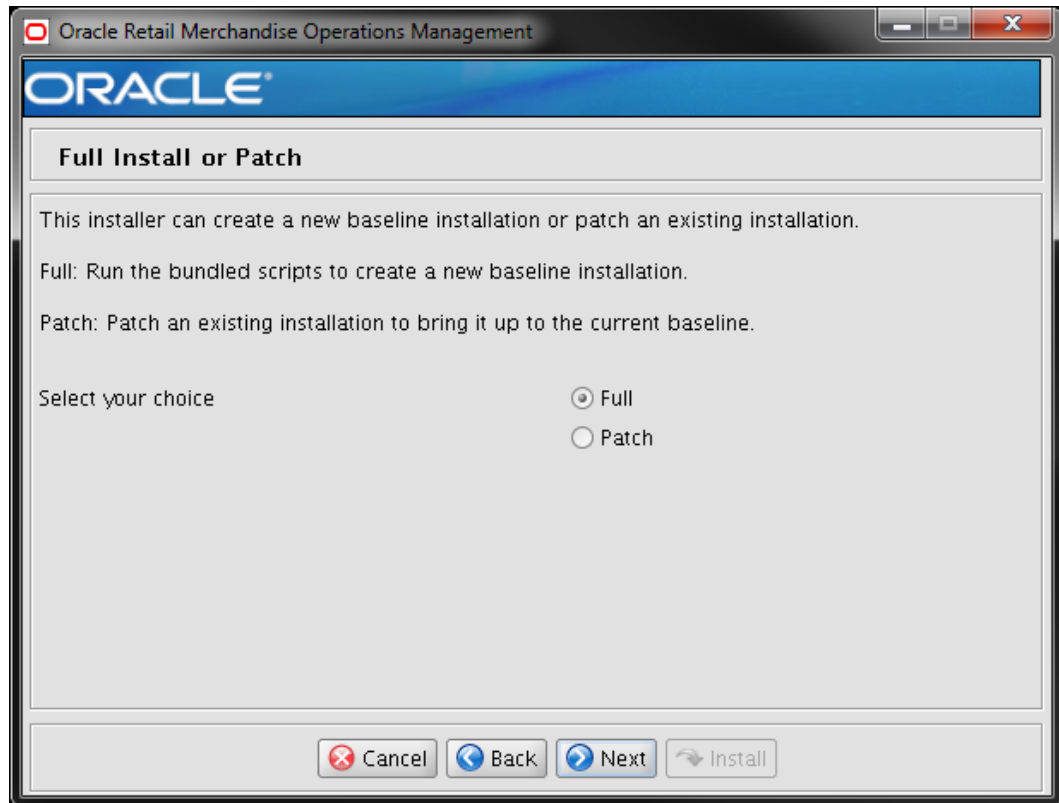 Oracle Retail Merchandise Operations Management
ORACLE®
Full Install or Patch
This installer can create a new baseline installation or patch an existing installation.
Full: Run the bundled scripts to create a new baseline installation.
Patch: Patch an existing installation to bring it up to the current baseline.
Select your choice
Full
Patch
Cancel
Back
Next
Install